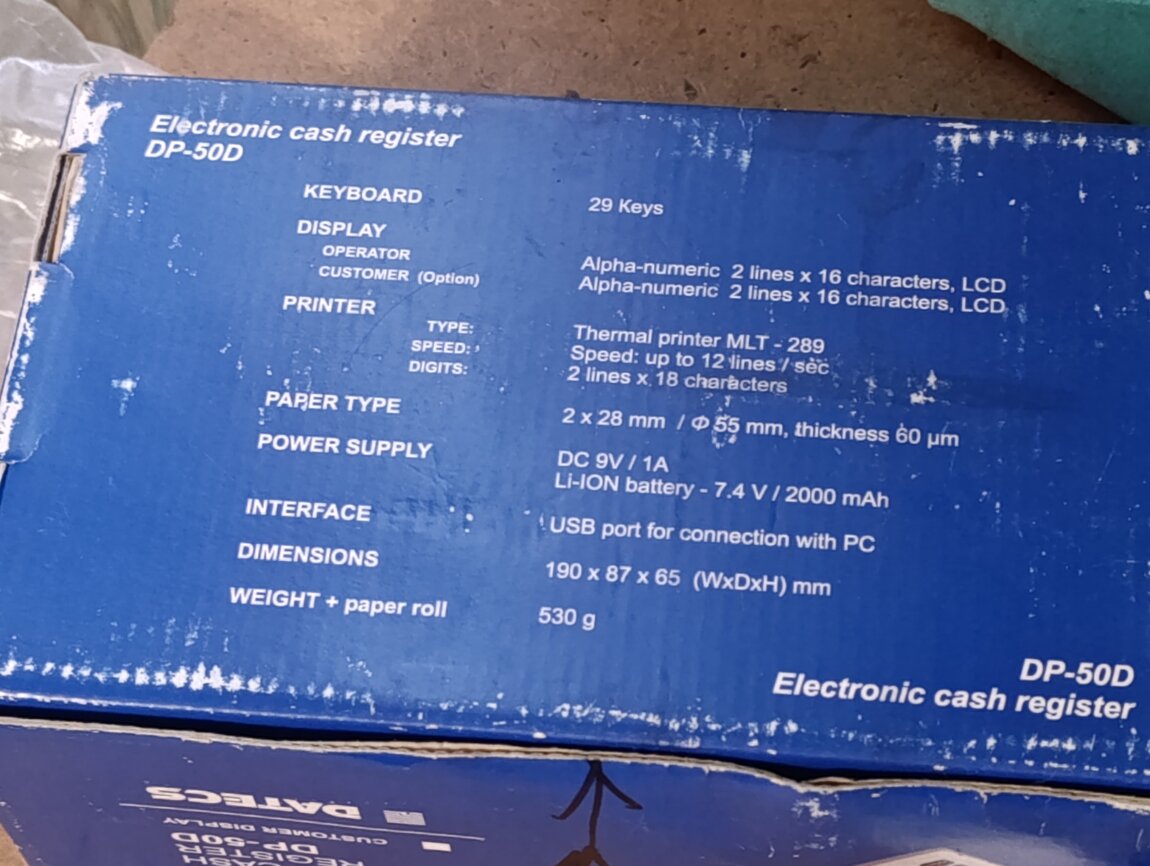 Electronic cash register
DP-50D
KEYBOARD 29 Keys
DISPLAY
OPERATOR Alpha-numeric 2 lines x 16 characters, LCD
CUSTOMER (Option) Alpha-numeric 2 lines x 16 characters, LCD
PRINTER
TYPE: Thermal printer MLT - 289
SPEED: Speed: up to 12 lines / sec
DIGITS: 2 lines x 18 characters
PAPER TYPE 2 x 28 mm / Φ 55 mm, thickness 60 µm
POWER SUPPLY DC 9V / 1A
Li-ION battery - 7.4 V / 2000 mAh
INTERFACE USB port for connection with PC
DIMENSIONS 190 x 87 x 65 (WxDxH) mm
WEIGHT + paper roll 530 g
DP-50D
Electronic cash register
DATECS
CUSTOMER DISPLAY
DP-50D
CASH
REGISTER